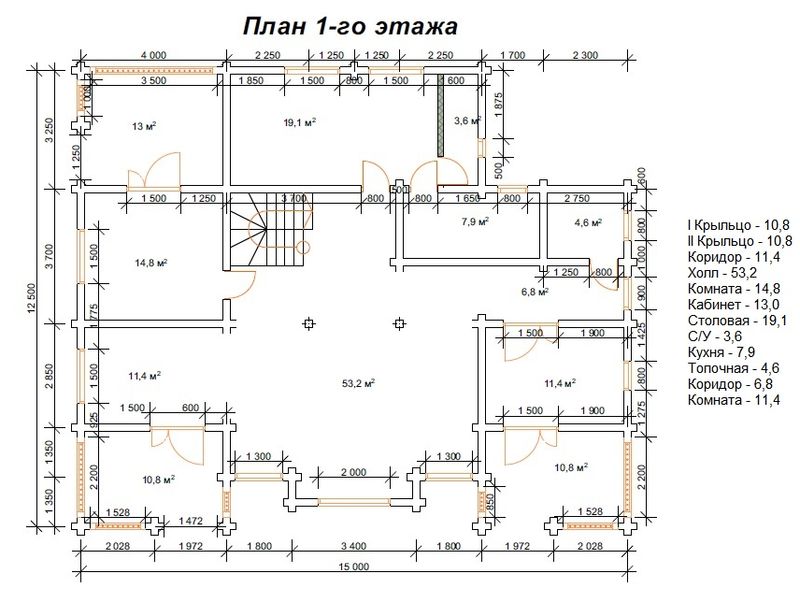 План 1-го этажа
4 000 2 250 1 250 1 250 2 250 1 700 2 300
3 500 1 850 1 500 800 1 500 600
1 000
1 875
3 250
13 м²
19,1 м²
3,6 м²
1 250
500
600
500
1 500 1 250 3 700 800 800 1 650 800 2 750
7,9 м²
4,6 м²
800
3 700
1 500
14,8 м²
1 000
1 250 800
6,8 м²
900
12 500
1 775
1 425
1 500 1 900
2 850
1 500
11,4 м²
53,2 м²
11,4 м²
800
1 500 600
1 500 1 900
925
1 275
1 350
1 300
1 300
2 200
10,8 м²
2 000
10,8 м²
2 200
1 350
850
1 528
1 472
1 528
2 028 1 972 1 800 3 400 1 800 1 972 2 028
15 000
I Крыльцо - 10,8
II Крыльцо - 10,8
Коридор - 11,4
Холл - 53,2
Комната - 14,8
Кабинет - 13,0
Столовая - 19,1
С/У - 3,6
Кухня - 7,9
Топочная - 4,6
Коридор - 6,8
Комната - 11,4